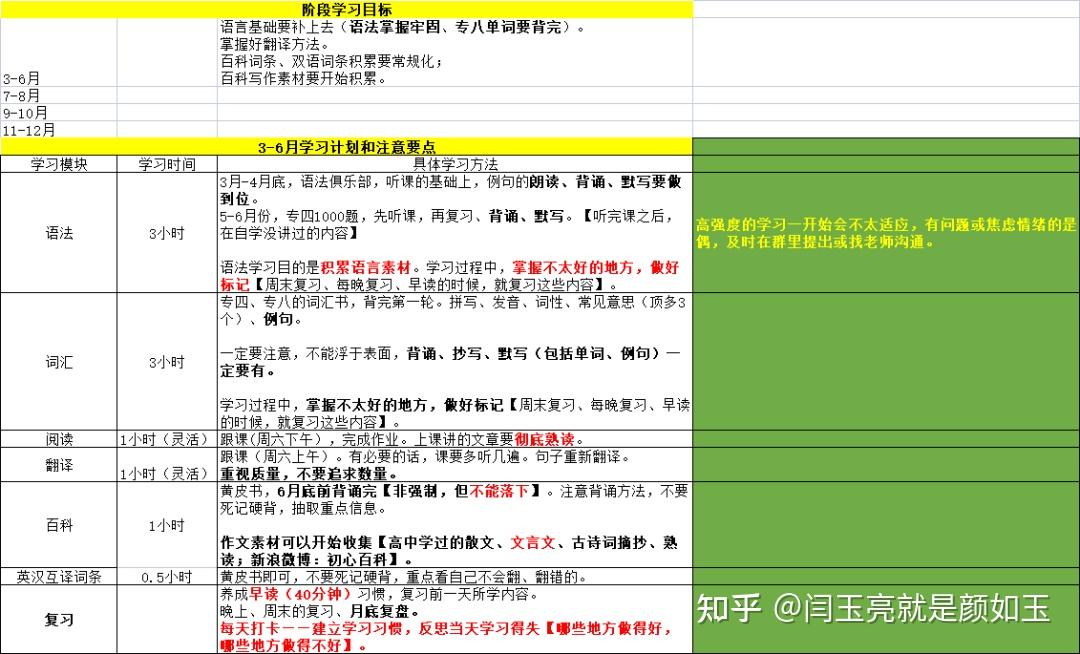 阶段学习目标
语言基础要补上去（语法掌握牢固、专八单词要背完）。
掌握好翻译方法。
百科词条、双语词条积累要常规化；
3-6月
百科写作素材要开始积累。
7-8月
9-10月
11-12月
3-6月学习计划和注意要点
学习模块 学习时间 具体学习方法
语法
3小时
3月-4月底，语法俱乐部，听课的基础上，例句的朗读、背诵、默写要做
到位。
5-6月份，专四1000题，先听课，再复习、背诵、默写。【听完课之后，
在自学没讲过的内容】
语法学习目的是积累语言素材。学习过程中，掌握不太好的地方，做好
标记【周末复习、每晚复习、早读的时候，就复习这些内容】。
高强度的学习一开始会不太适应，有问题或焦虑情绪的是
偶，及时在群里提出或找老师沟通。
词汇
3小时
专四、专八的词汇书，背完第一轮。拼写、发音、词性、常见意思（顶多3
个）、例句。
一定要注意，不能浮于表面，背诵、抄写、默写（包括单词、例句）一
定要有。
学习过程中，掌握不太好的地方，做好标记【周末复习、每晚复习、早读
的时候，就复习这些内容】。
阅读 1小时（灵活） 跟课(周六下午），完成作业。上课讲的文章要彻底熟读。
翻译
1小时（灵活）
跟课（周六上午）。有必要的话，课要多听几遍。句子重新翻译。
重视质量，不要追求数量。
百科
1小时
黄皮书，6月底前背诵完【非强制，但不能落下】。注意背诵方法，不要
死记硬背，抽取重点信息。
作文素材可以开始收集【高中学过的散文、文言文、古诗词摘抄、熟
读；新浪微博：初心百科】。
英汉互译词条 0.5小时 黄皮书即可，不要死记硬背，重点看自己不会翻、翻错的。
复习
养成早读（40分钟）习惯，复习前一天所学内容。
晚上、周末的复习、月底复盘。
每天打卡——建立学习习惯，反思当天学习得失【哪些地方做得好，
哪些地方做得不好】。
知乎 @闫玉亮就是颜如玉